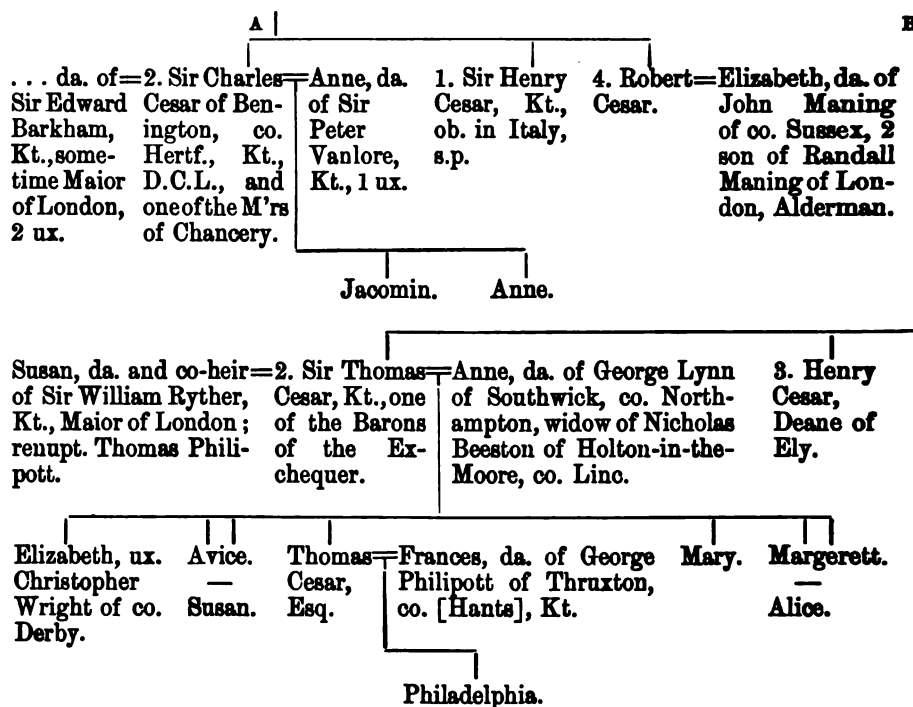 A
. . . da. of=
Sir Edward
Barkham,
Kt., some-
time Maior
of London,
2 ux.
2. Sir Charles=
Cesar of Ben-
ington, co.
Hertf., Kt.,
D.C.L., and
one of the M'rs
of Chancery.
Anne, da.
of Sir
Peter
Vanlore,
Kt., 1 ux.
1. Sir Henry
Cesar, Kt.,
ob. in Italy,
s.p.
4. Robert=
Cesar.
Elizabeth, da. of
John Maning
of co. Sussex, 2
son of Randall
Maning of Lon-
don, Alderman.
Jacomin.
Anne.
Susan, da. and co-heir=
of Sir William Ryther,
Kt., Maior of London ;
renupt. Thomas Phili-
pott.
2. Sir Thomas=
Cesar, Kt., one
of the Barons
of the Ex-
chequer.
Anne, da. of George Lynn
of Southwick, co. North-
ampton, widow of Nicholas
Beeston of Holton-in-the-
Moore, co. Linc.
3. Henry
Cesar,
Deane of
Ely.
Elizabeth, ux.
Christopher
Wright of co.
Derby.
Avice.
—
Susan.
Thomas=
Cesar,
Esq.
Frances, da. of George
Philipott of Thruxton,
co. [Hants], Kt.
Mary.
Margerett.
—
Alice.
Philadelphia.